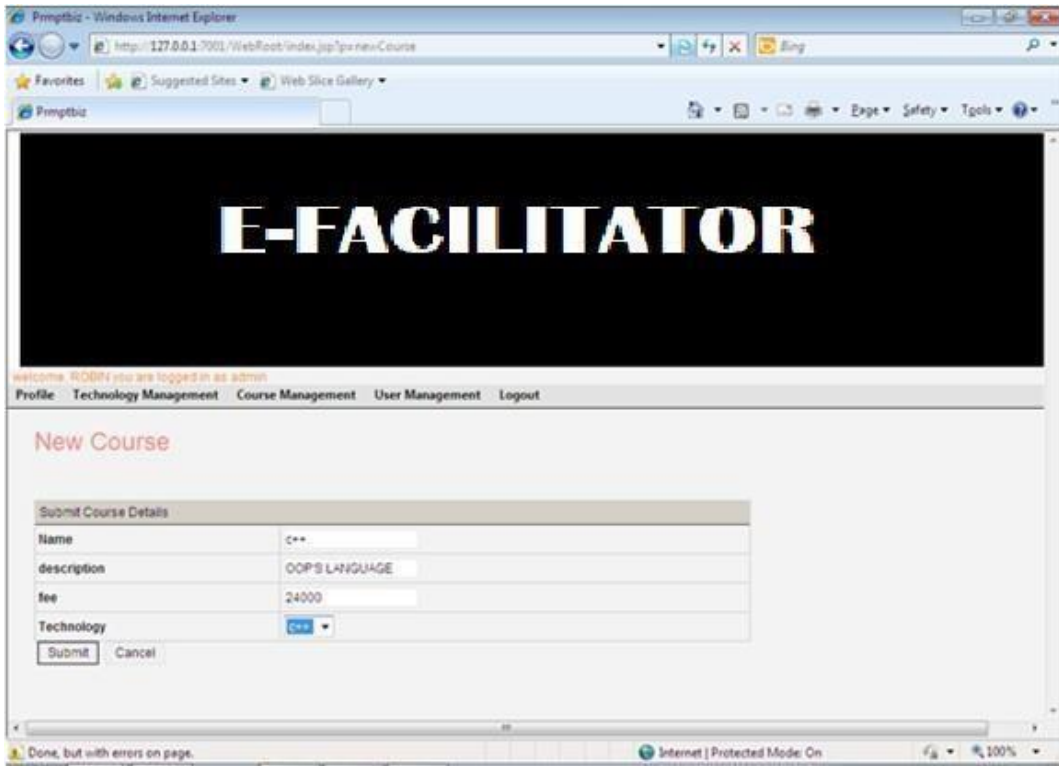 Prmptbiz - Windows Internet Explorer
http://127.0.0.1:7001/WebRoot/index.jsp?px=newCourse
Bing
Favorites Suggested Sites Web Slice Gallery
Prmptbiz Page Safety Tools
E-FACILITATOR
welcome, ROBIN you are logged in as admin
Profile Technology Management Course Management User Management Logout
New Course
Submit Course Details
Name c++
description OOP'S LANGUAGE
fee 24000
Technology c++
Submit Cancel
Done, but with errors on page. Internet | Protected Mode: On 100%